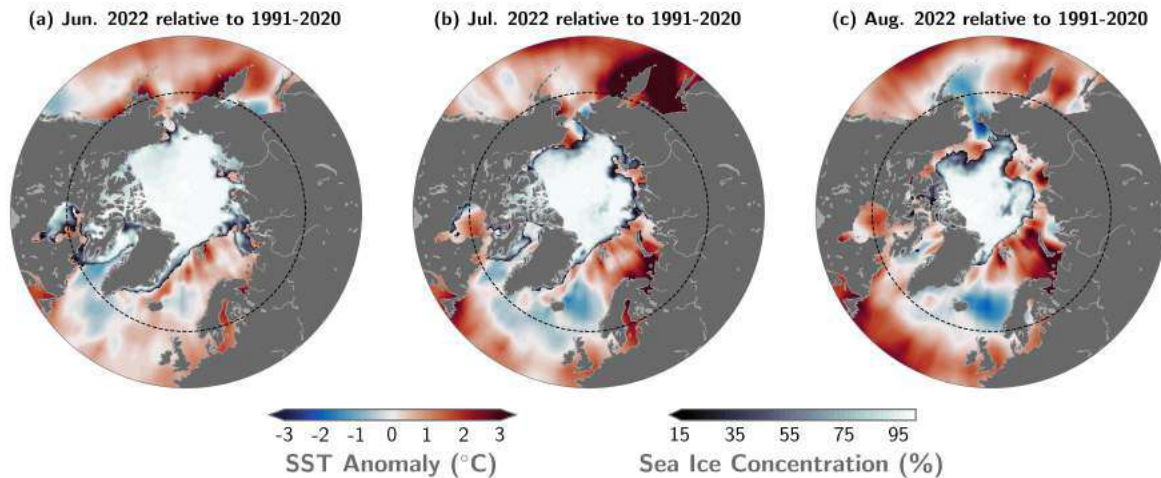 (a) Jun. 2022 relative to 1991-2020
(b) Jul. 2022 relative to 1991-2020
(c) Aug. 2022 relative to 1991-2020
-3 -2 -1 0 1 2 3
SST Anomaly (°C)
15 35 55 75 95
Sea Ice Concentration (%)